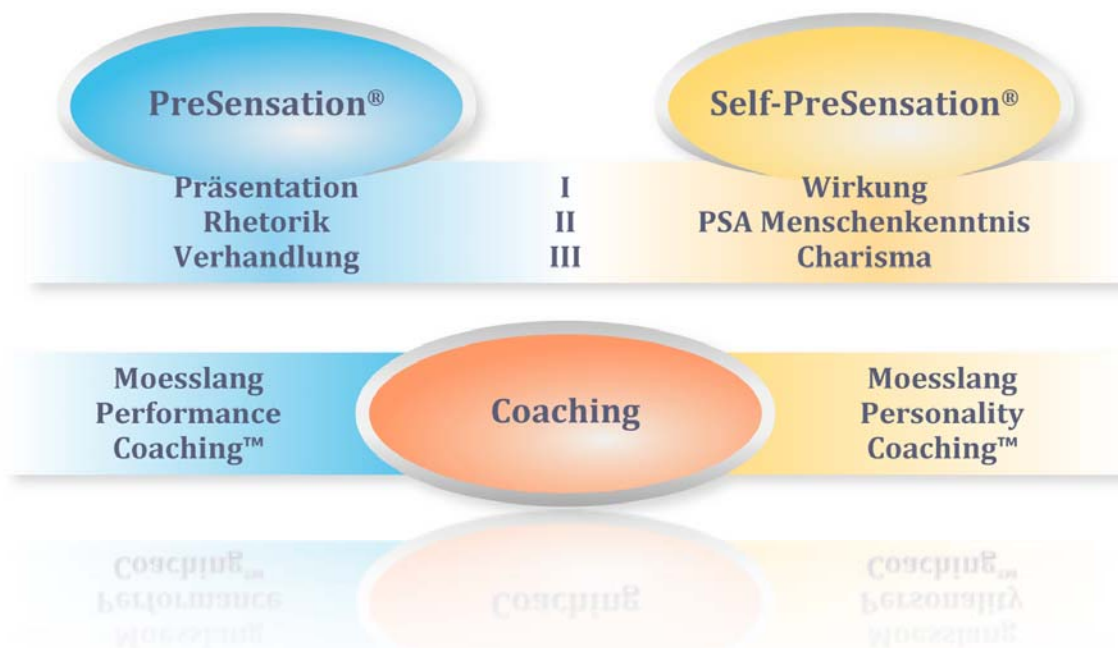 PreSensation®
Self-PreSensation®
Präsentation I Wirkung
Rhetorik II PSA Menschenkenntnis
Verhandlung III Charisma
Moesslang
Performance
Coaching™
Coaching
Moesslang
Personality
Coaching™